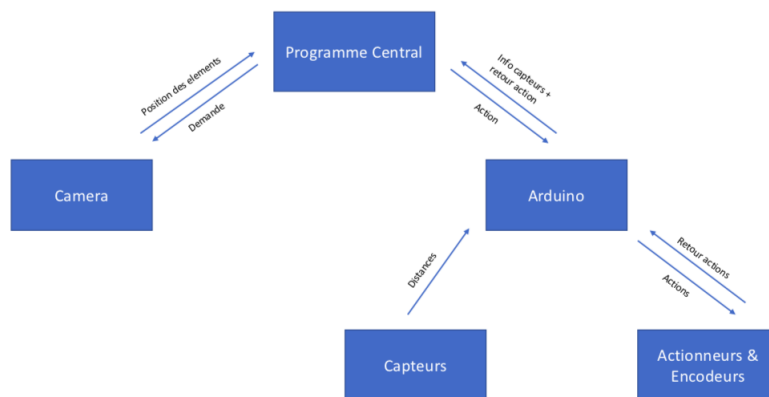 Programme Central
Position des elements
Demande
Info capteurs +
retour action
Action
Camera
Arduino
Distances
Retour actions
Actions
Capteurs
Actionneurs &
Encodeurs